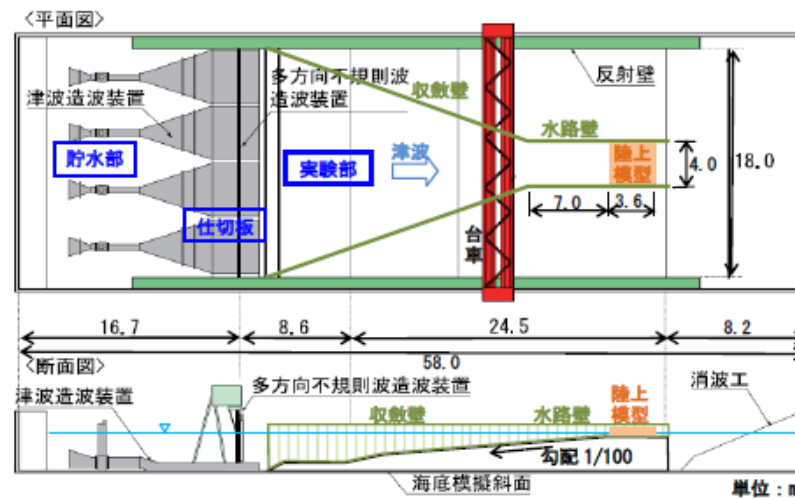 〈平面図〉
多方向不規則波
造波装置
津波造波装置
収斂壁
反射壁
水路壁
貯水部
実験部
津波
陸上
模型
4.0
18.0
仕切板
7.0
3.6
台車
16.7
8.6
24.5
8.2
58.0
〈断面図〉
多方向不規則波造波装置
津波造波装置
収斂壁
水路壁
陸上
模型
消波工
勾配 1/100
海底模擬斜面
単位:m